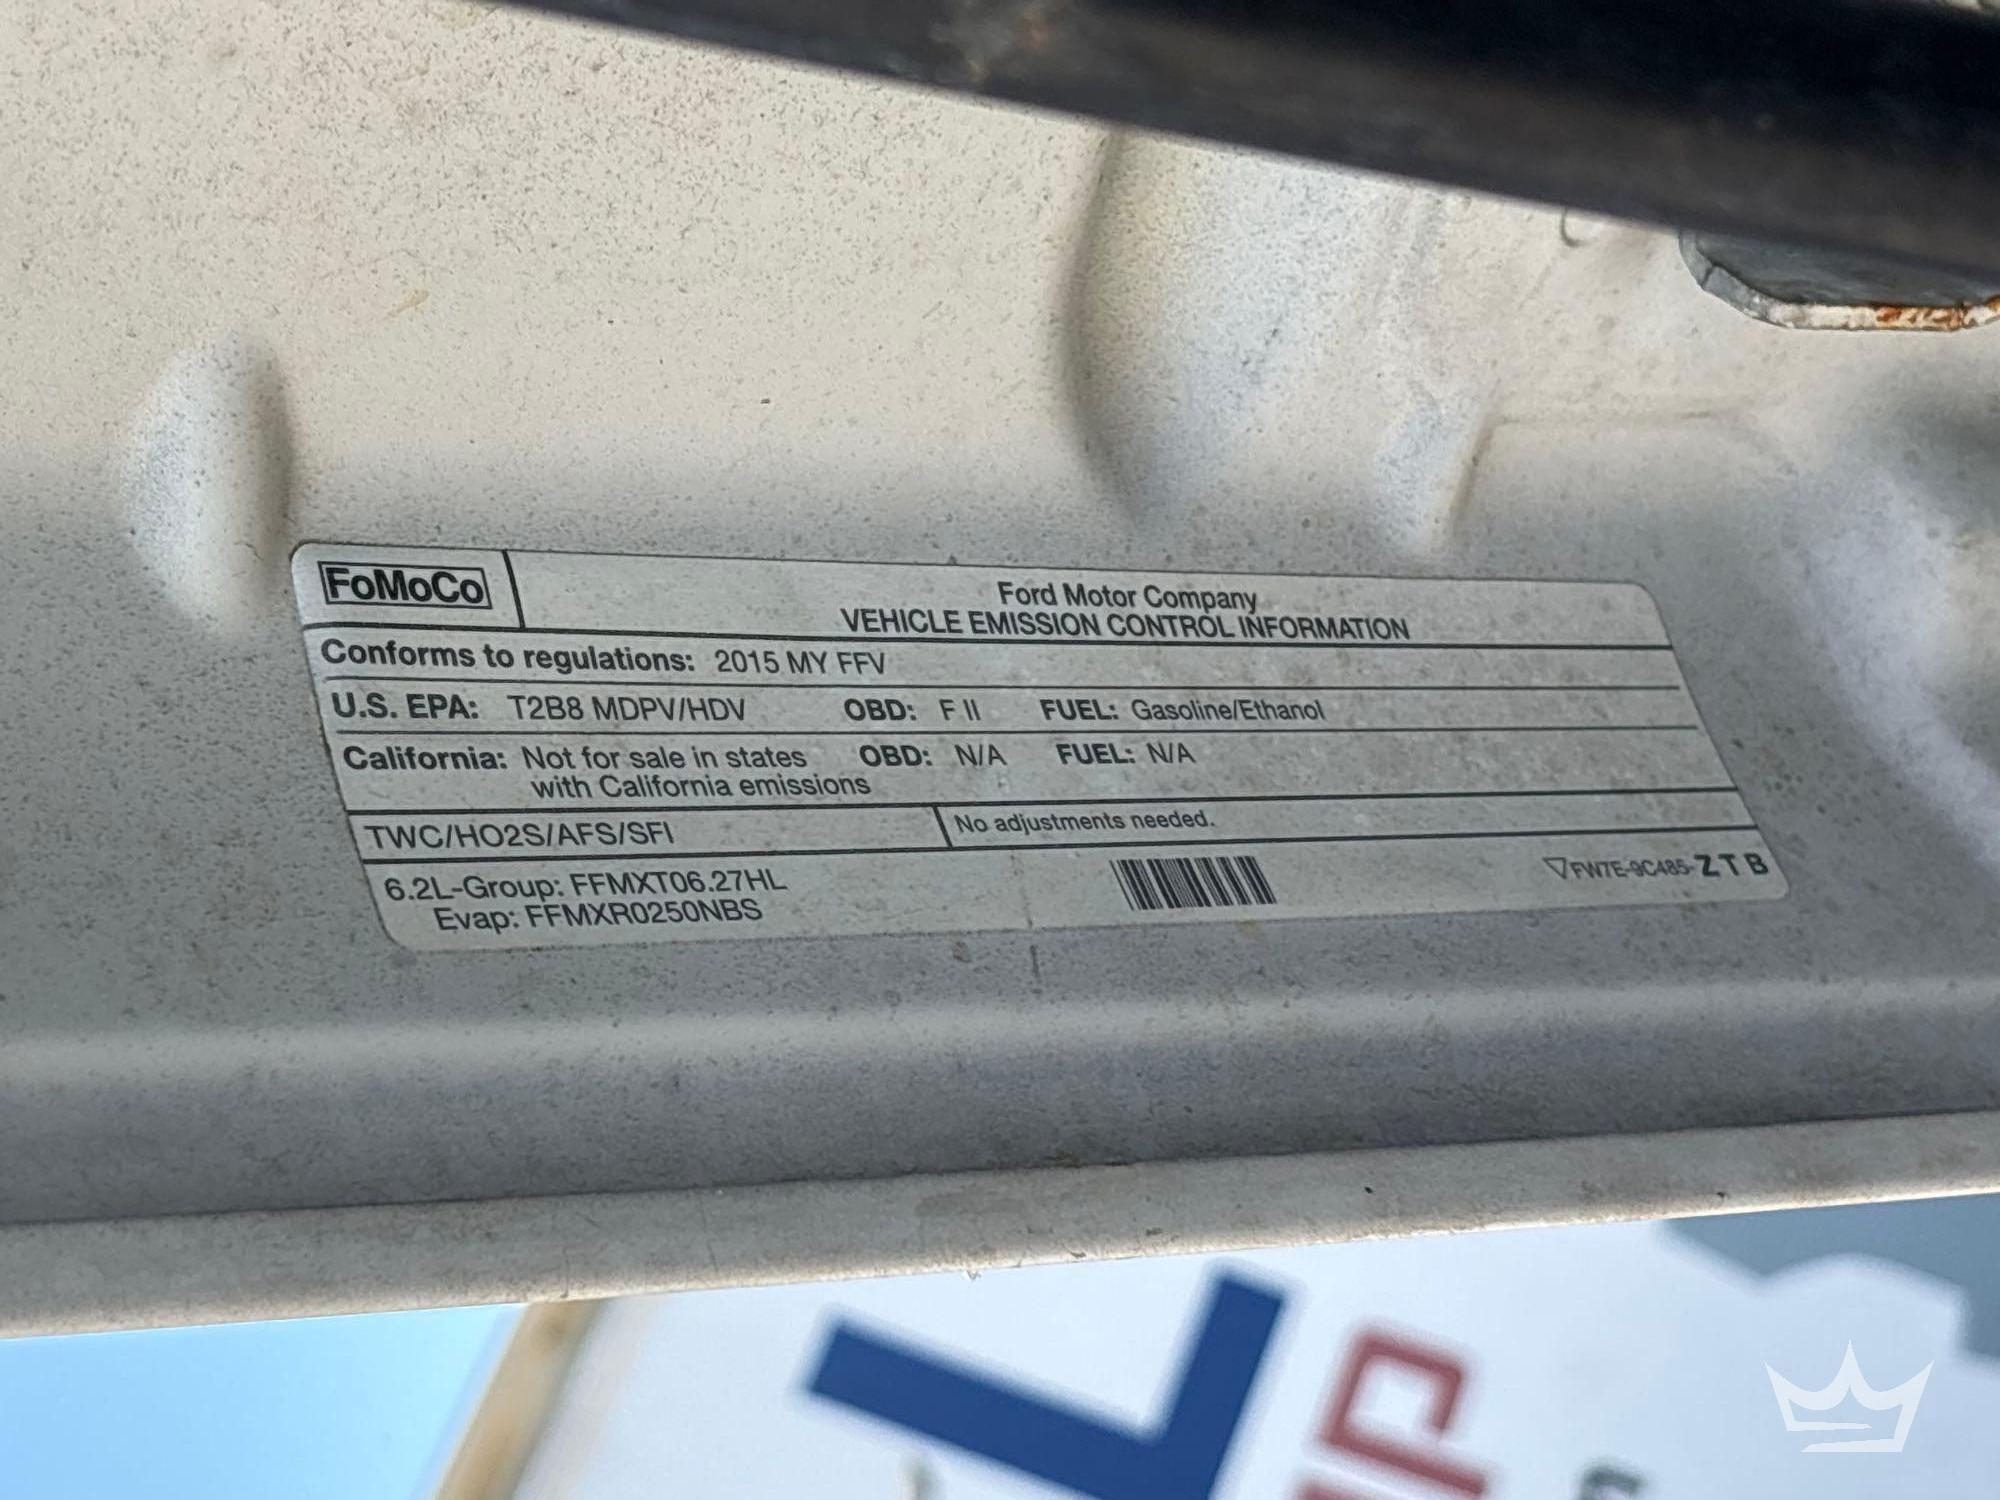 FoMoCo
Ford Motor Company
VEHICLE EMISSION CONTROL INFORMATION
Conforms to regulations: 2015 MY FFV
U.S. EPA: T2B8 MDPV/HDV OBD: F II FUEL: Gasoline/Ethanol
California: Not for sale in states OBD: N/A FUEL: N/A
with California emissions
TWC/HO2S/AFS/SFI
No adjustments needed.
6.2L-Group: FFMXT06.27HL
Evap: FFMXR0250NBS
FW7E-9C485-ZTB
L